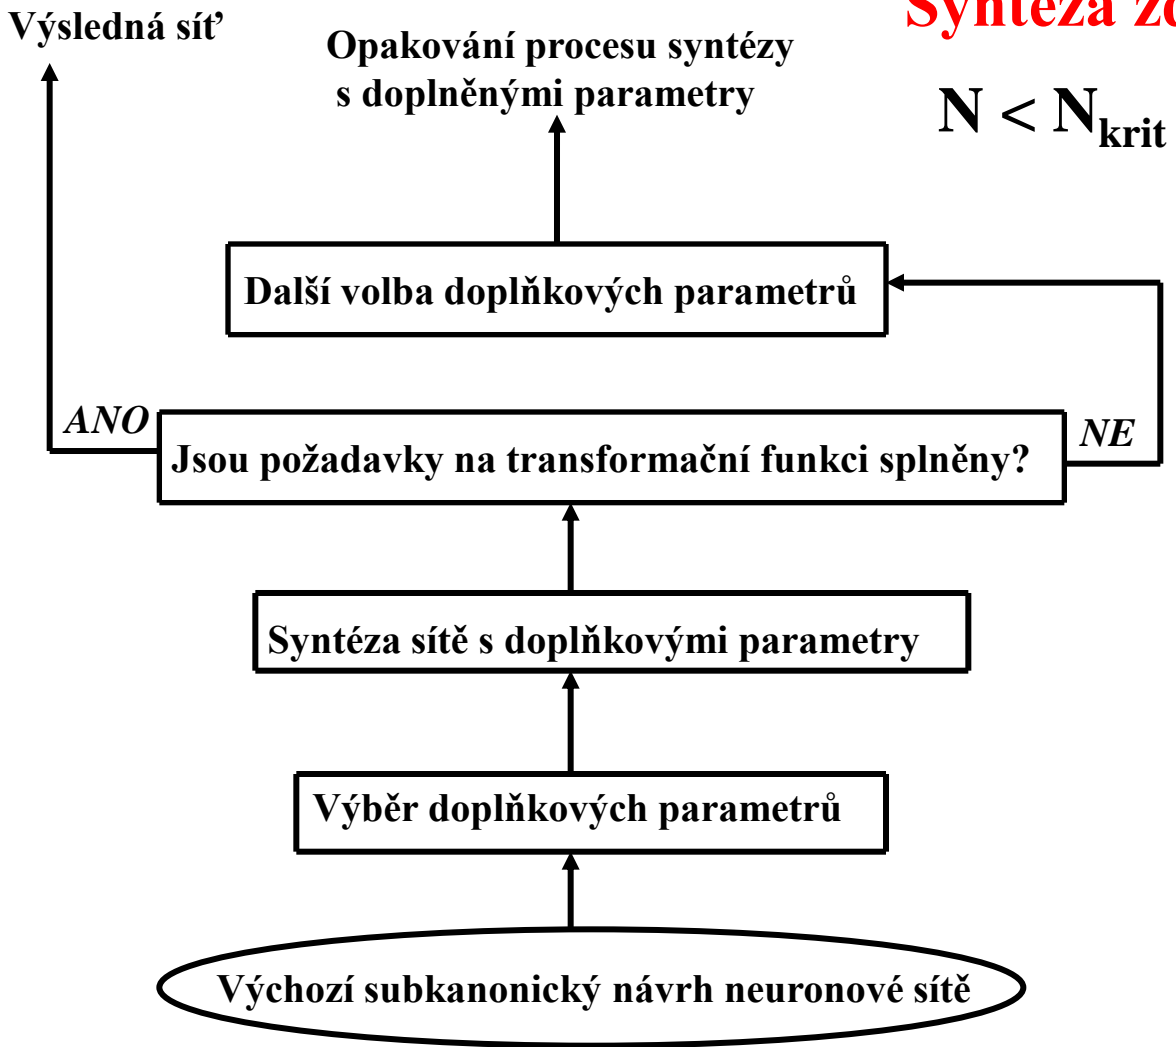 Výsledná síť
Syntéza
Opakování procesu syntézy
s doplněnými parametry
N < Nkrit
Další volba doplňkových parametrů
ANO
NE
Jsou požadavky na transformační funkci splněny?
Syntéza sítě s doplňkovými parametry
Výběr doplňkových parametrů
Výchozí subkanonický návrh neuronové sítě